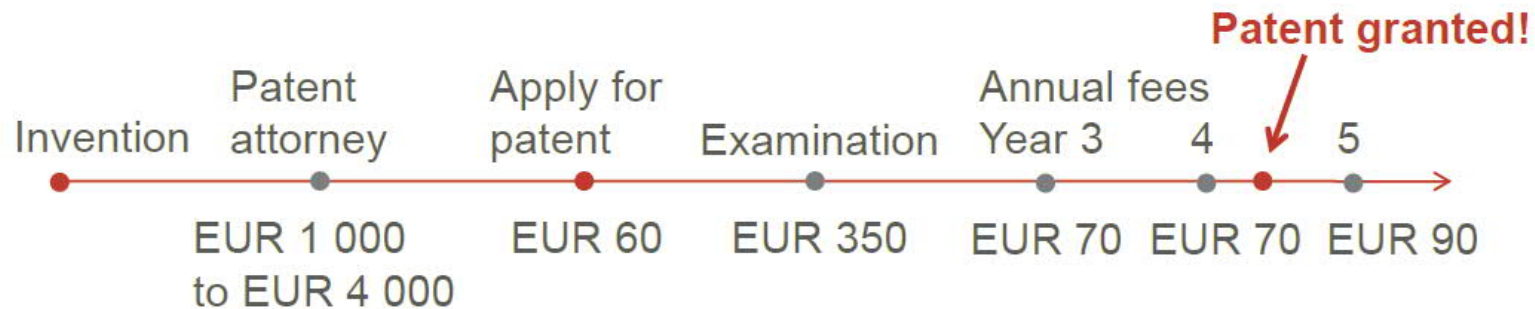 Patent granted!
Invention
Patent
attorney
Apply for
patent
Examination
Annual fees
Year 3 4 5
EUR 1 000
to EUR 4 000
EUR 60
EUR 350
EUR 70
EUR 70
EUR 90